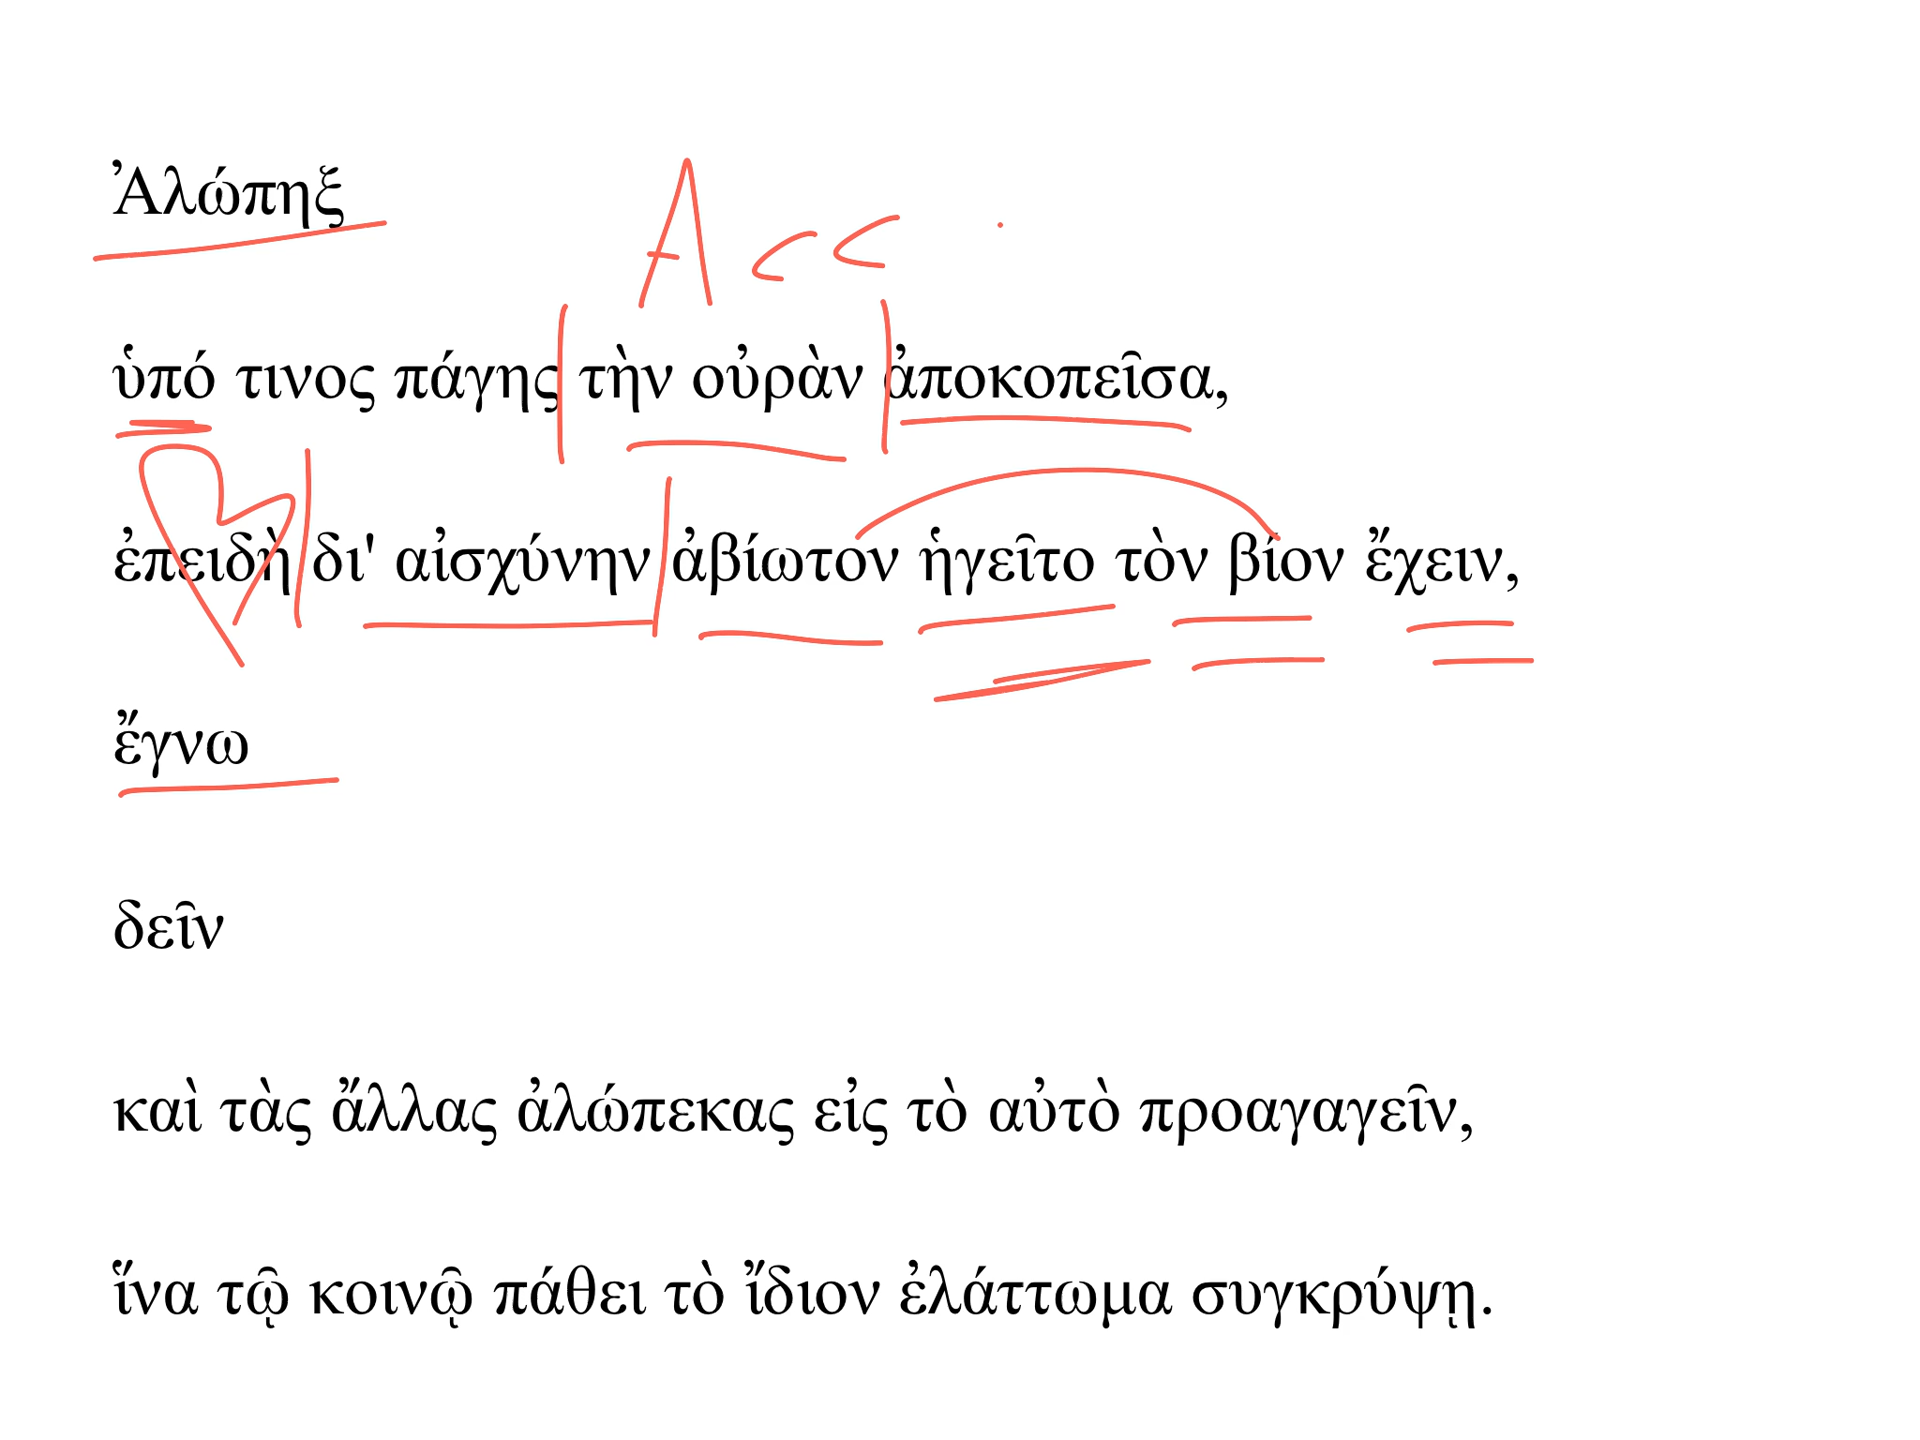 Ἀλώπηξ
Acc
ὑπό τινος πάγης τὴν οὐρὰν ἀποκοπεῖσα,
ἐπειδὴ δι' αἰσχύνην ἀβίωτον ἡγεῖτο τὸν βίον ἔχειν,
ἔγνω
δεῖν
καὶ τὰς ἄλλας ἀλώπεκας εἰς τὸ αὐτὸ προαγαγεῖν,
ἵνα τῷ κοινῷ πάθει τὸ ἴδιον ἐλάττωμα συγκρύψῃ.